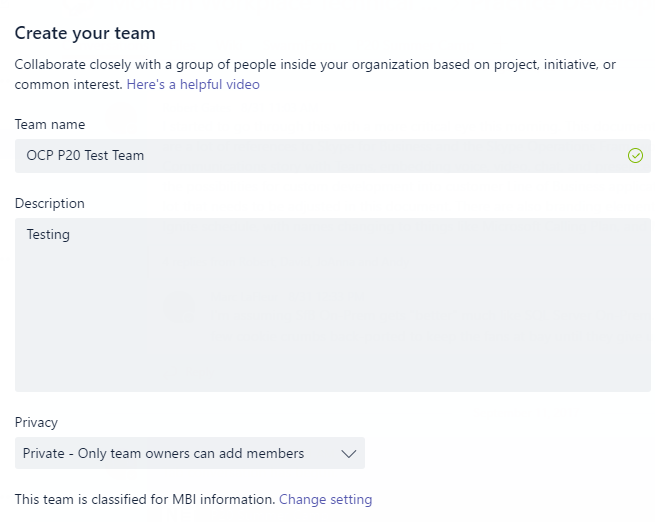 Create your team
Collaborate closely with a group of people inside your organization based on project, initiative, or
common interest. Here's a helpful video
Team name
OCP P20 Test Team
Description
Testing
Privacy
Private - Only team owners can add members
This team is classified for MBI information. Change setting